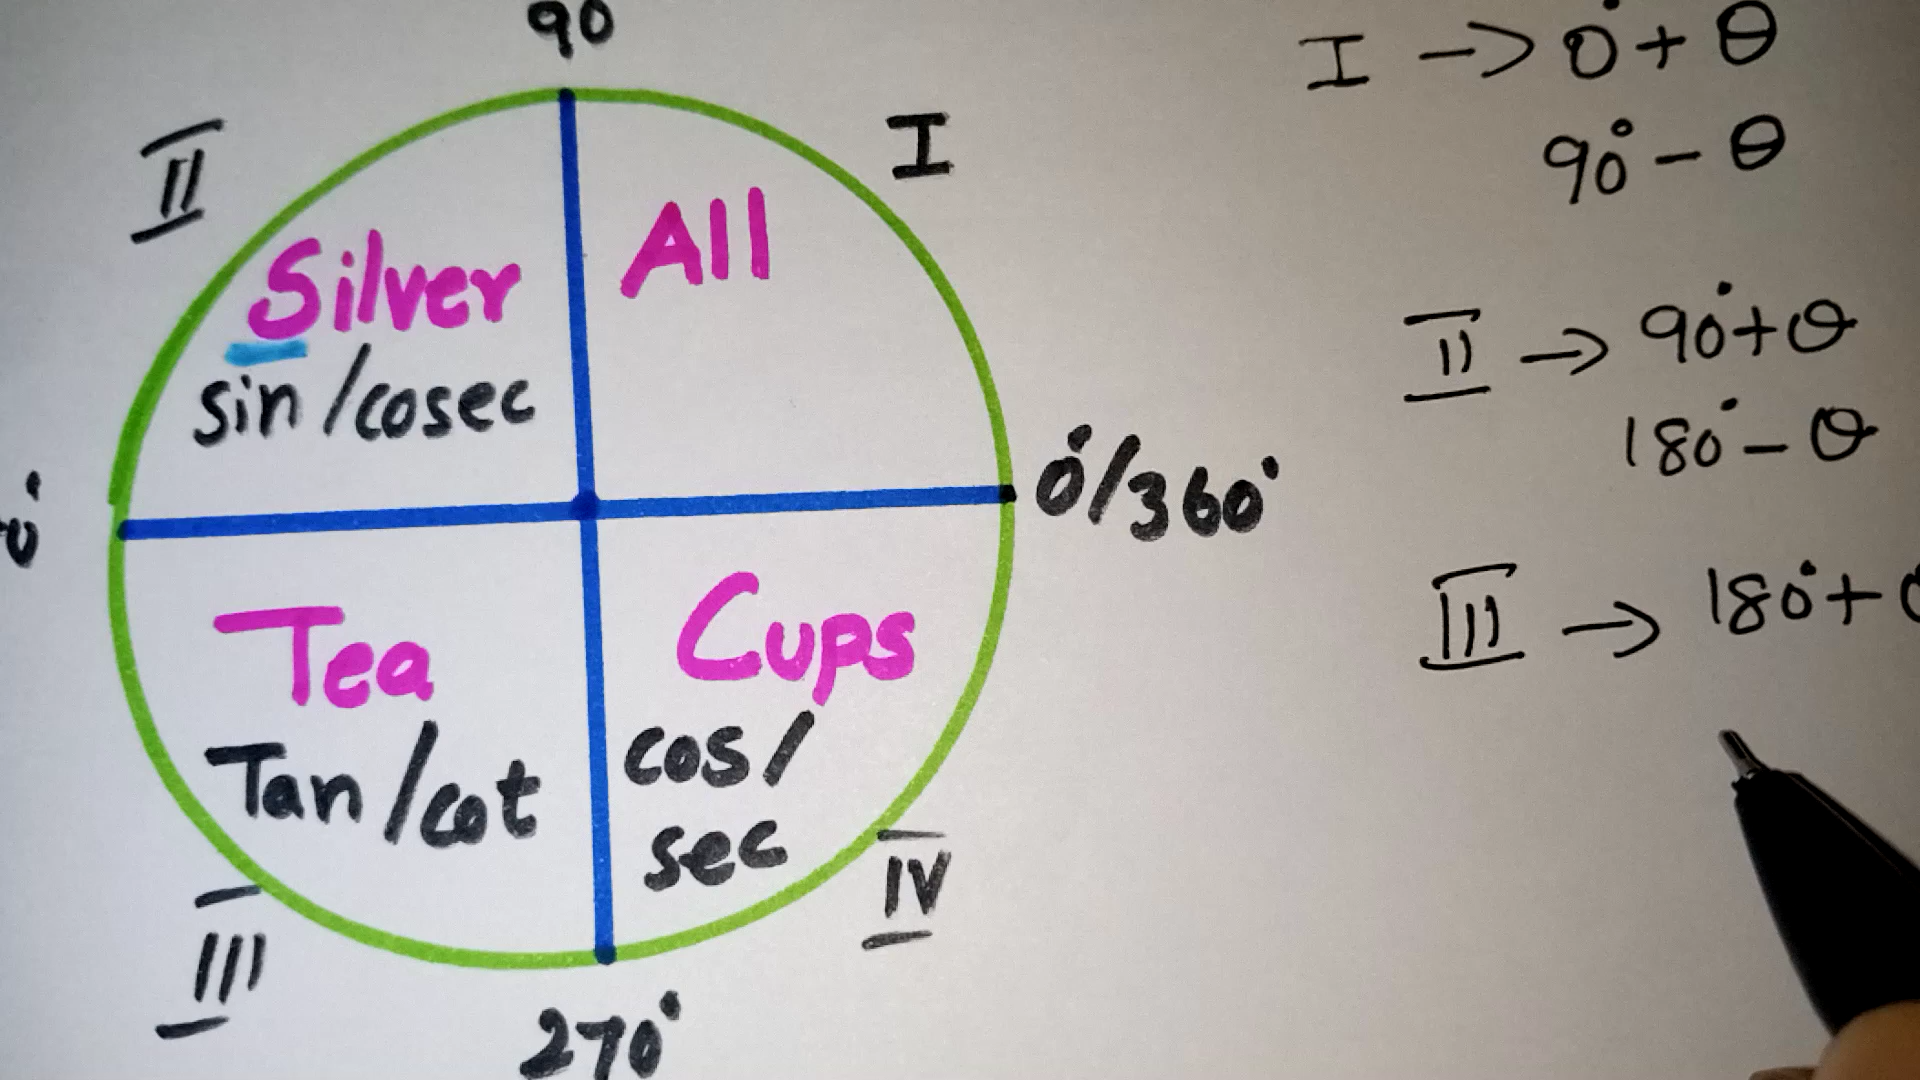 90
I
II
All
Silver
sin/cosec
0°/360°
Tea
Cups
Tan/cot
cos/
sec
IV
III
270°
I → 0° + θ
90° - θ
II → 90° + θ
180° - θ
III → 180° +